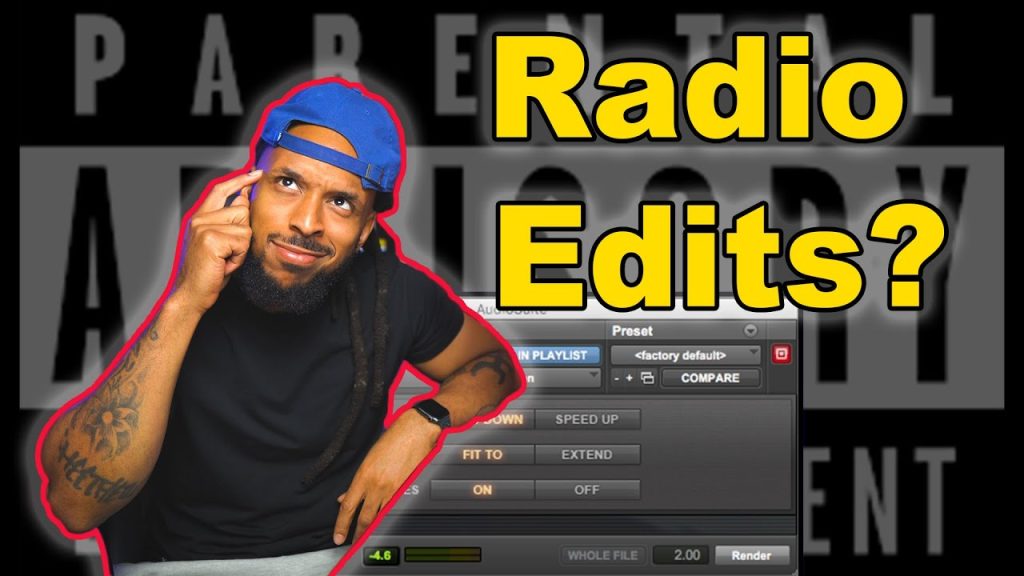 PARENTAL
Radio
Edits?
AudioSuite
Preset
IN PLAYLIST
<factory default>
- +
COMPARE
DOWN
SPEED UP
FIT TO
EXTEND
ES
ON
OFF
ENT
-4.6
WHOLE FILE
2.00
Render